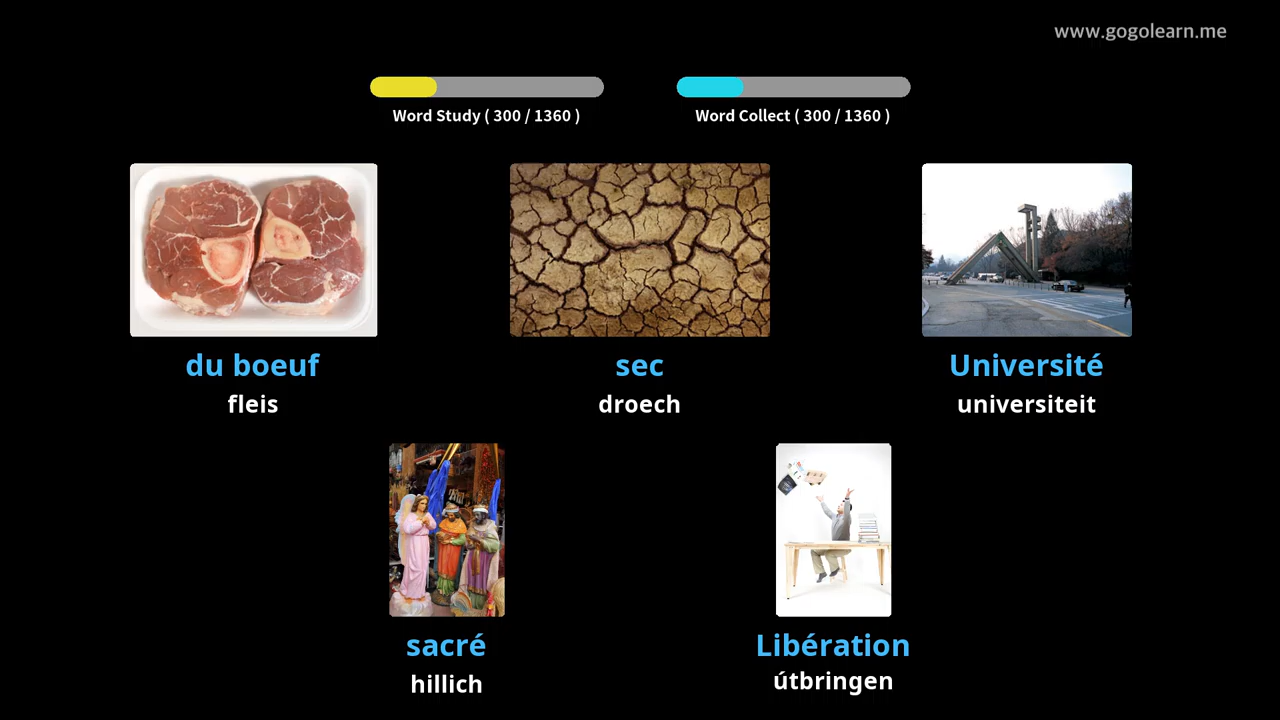 www.gogolearn.me
Word Study ( 300 / 1360 )
Word Collect ( 300 / 1360 )
du boeuf
fleis
sec
droech
Université
universiteit
sacré
hillich
Libération
útbringen